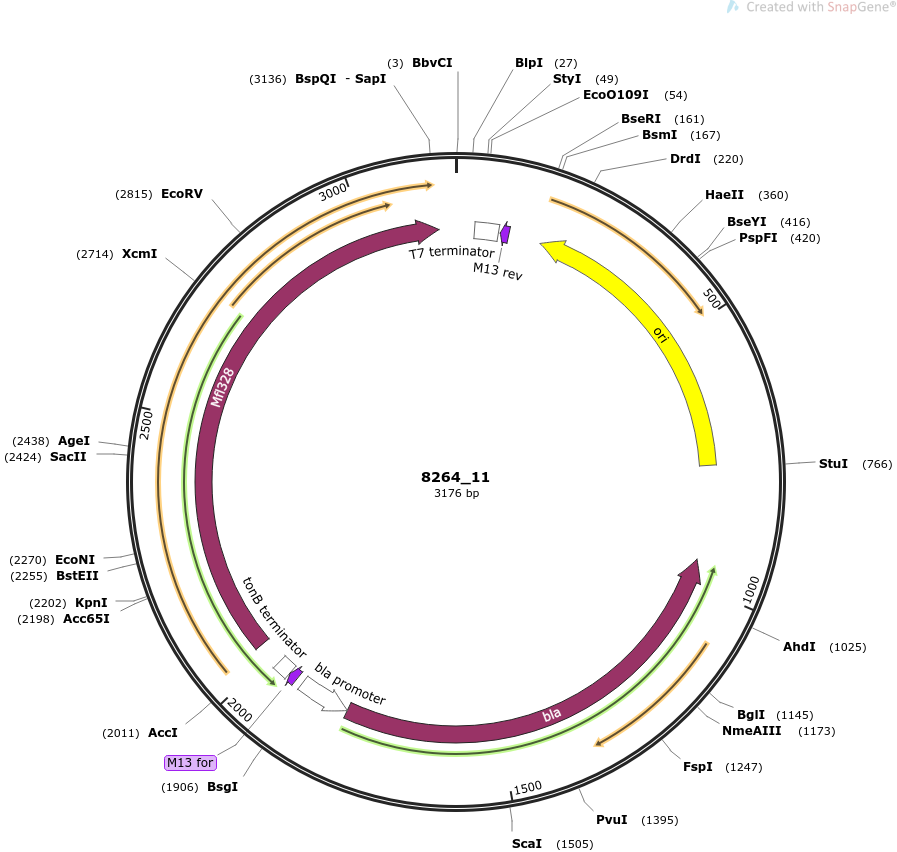 Created with SnapGene®
(3) BbvCI
BlpI (27)
(3136) BspQI - SapI
StyI (49)
EcoO109I (54)
BseRI (161)
BsmI (167)
DrdI (220)
HaeII (360)
BseYI (416)
PspFI (420)
StuI (766)
AhdI (1025)
BglI (1145)
NmeAIII (1173)
FspI (1247)
PvuI (1395)
ScaI (1505)
(1906) BsgI
M13 for
(2011) AccI
(2198) Acc65I
(2202) KpnI
(2255) BstEII
(2270) EcoNI
(2424) SacII
(2438) AgeI
(2714) XcmI
(2815) EcoRV
500
1000
1500
2000
2500
3000
T7 terminator
M13 rev
ori
Mfl328
8264_11
3176 bp
tonB terminator
bla promoter
bla